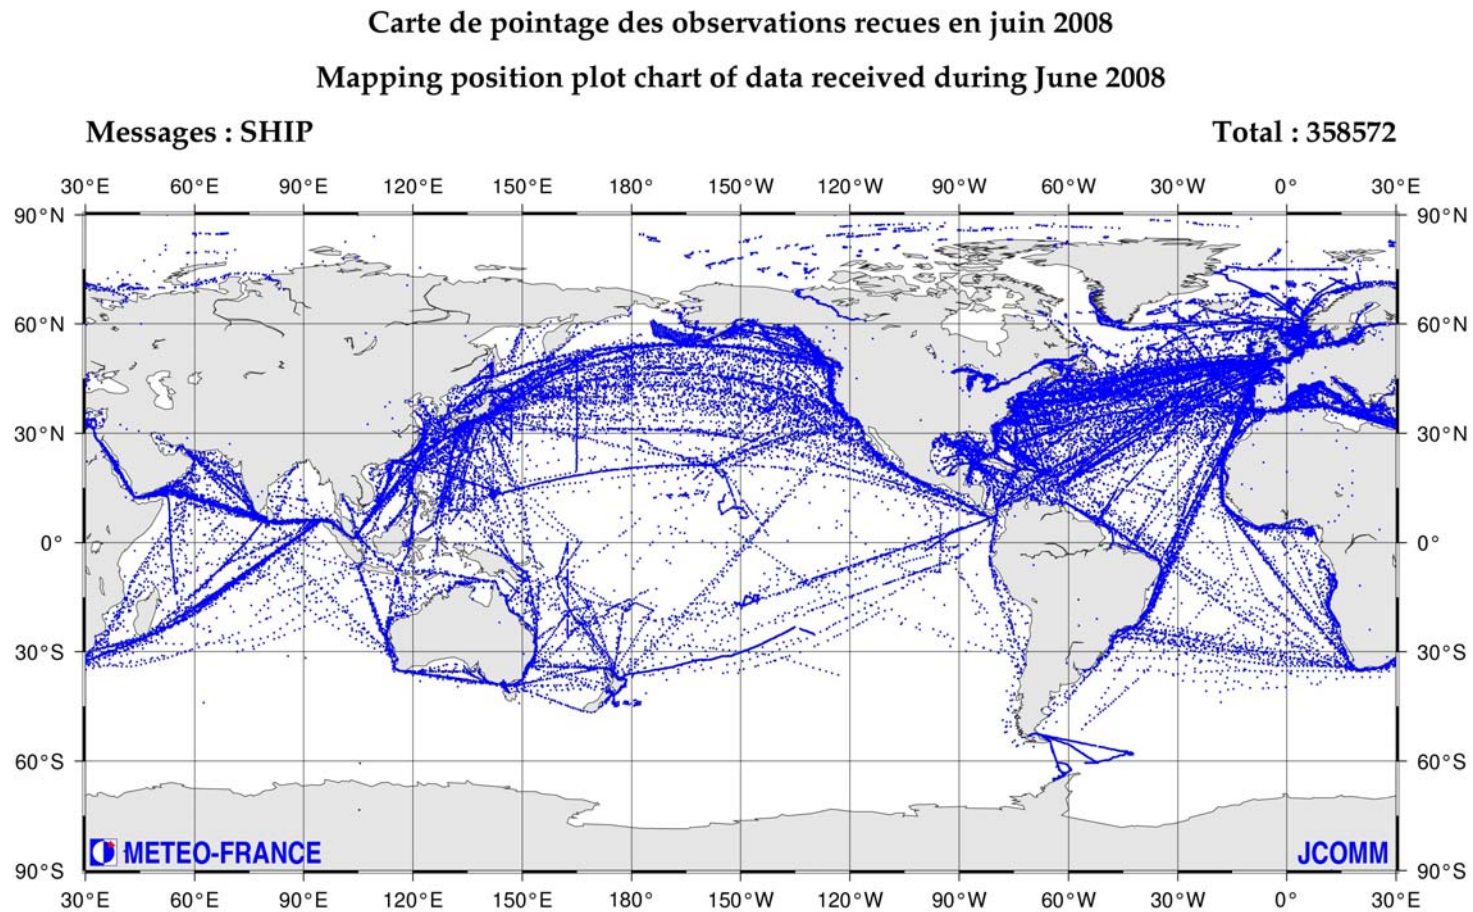 Carte de pointage des observations recues en juin 2008
Mapping position plot chart of data received during June 2008
Messages : SHIP Total : 358572
30°E 60°E 90°E 120°E 150°E 180° 150°W 120°W 90°W 60°W 30°W 0° 30°E
90°N 90°N
60°N 60°N
30°N 30°N
0° 0°
30°S 30°S
60°S 60°S
METEO-FRANCE JCOMM
90°S 90°S
30°E 60°E 90°E 120°E 150°E 180° 150°W 120°W 90°W 60°W 30°W 0° 30°E